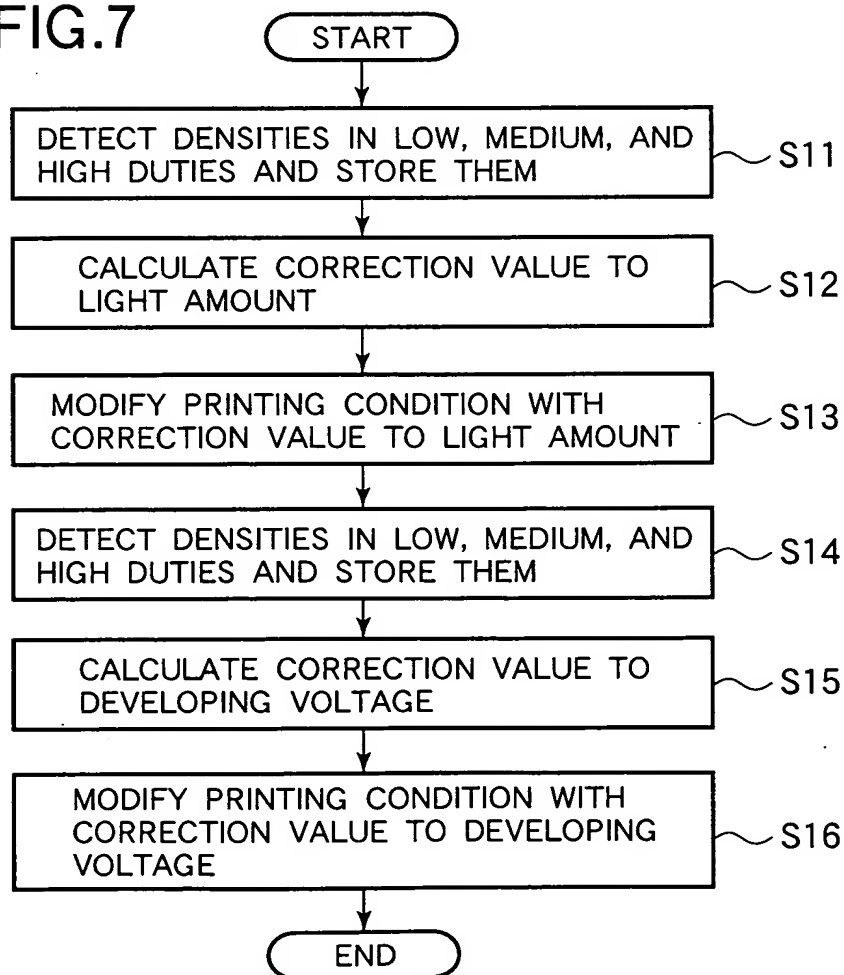 FIG.7
START
DETECT DENSITIES IN LOW, MEDIUM, AND
HIGH DUTIES AND STORE THEM
S11
CALCULATE CORRECTION VALUE TO
LIGHT AMOUNT
S12
MODIFY PRINTING CONDITION WITH
CORRECTION VALUE TO LIGHT AMOUNT
S13
DETECT DENSITIES IN LOW, MEDIUM, AND
HIGH DUTIES AND STORE THEM
S14
CALCULATE CORRECTION VALUE TO
DEVELOPING VOLTAGE
S15
MODIFY PRINTING CONDITION WITH
CORRECTION VALUE TO DEVELOPING
VOLTAGE
S16
END